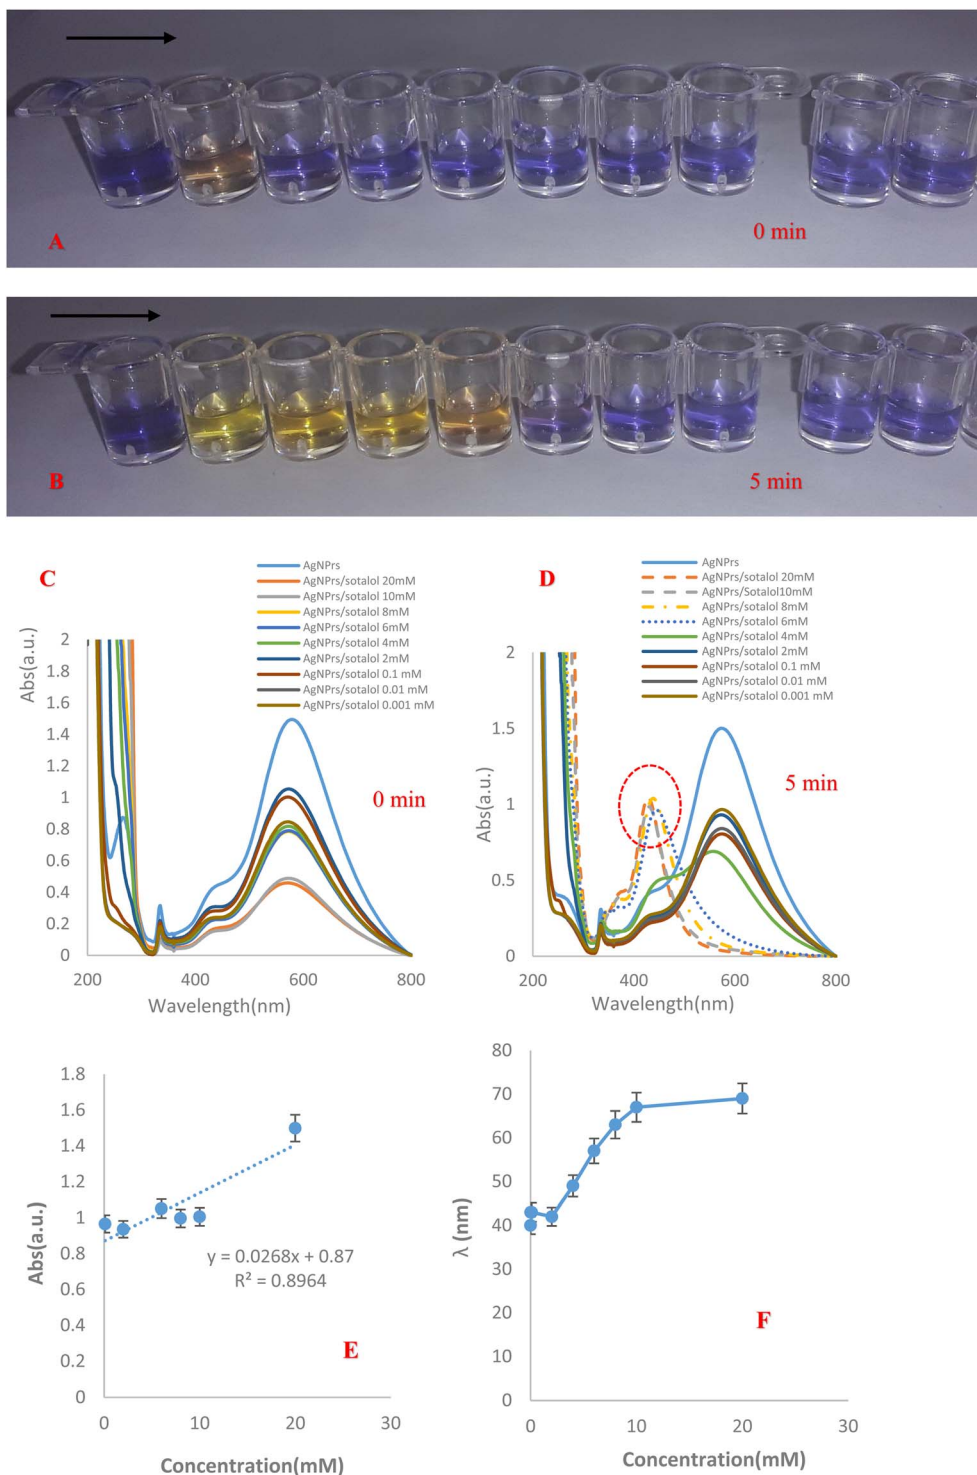 A
0 min
B
5 min
C
AgNPrs
AgNPrs/sotalol 20mM
AgNPrs/sotalol 10mM
AgNPrs/sotalol 8mM
AgNPrs/sotalol 6mM
AgNPrs/sotalol 4mM
AgNPrs/sotalol 2mM
AgNPrs/sotalol 0.1 mM
AgNPrs/sotalol 0.01 mM
AgNPrs/sotalol 0.001 mM
Abs(a.u.)
2
1.8
1.6
1.4
1.2
1
0.8
0.6
0.4
0.2
0
0 min
200
400
600
800
Wavelength(nm)
D
AgNPrs
AgNPrs/sotalol 20mM
AgNPrs/Sotalol10mM
AgNPrs/sotalol 8mM
AgNPrs/sotalol 6mM
AgNPrs/sotalol 4mM
AgNPrs/sotalol 2mM
AgNPrs/sotalol 0.1 mM
AgNPrs/sotalol 0.01 mM
AgNPrs/sotalol 0.001 mM
Abs(a.u.)
2
1.5
1
0.5
0
5 min
200
400
600
800
Wavelength(nm)
Abs(a.u.)
1.8
1.6
1.4
1.2
1
0.8
0.6
0.4
0.2
0
y = 0.0268x + 0.87
R² = 0.8964
E
0
10
20
30
Concentration(mM)
λ (nm)
80
70
60
50
40
30
20
10
0
F
0
10
20
30
Concentration(mM)